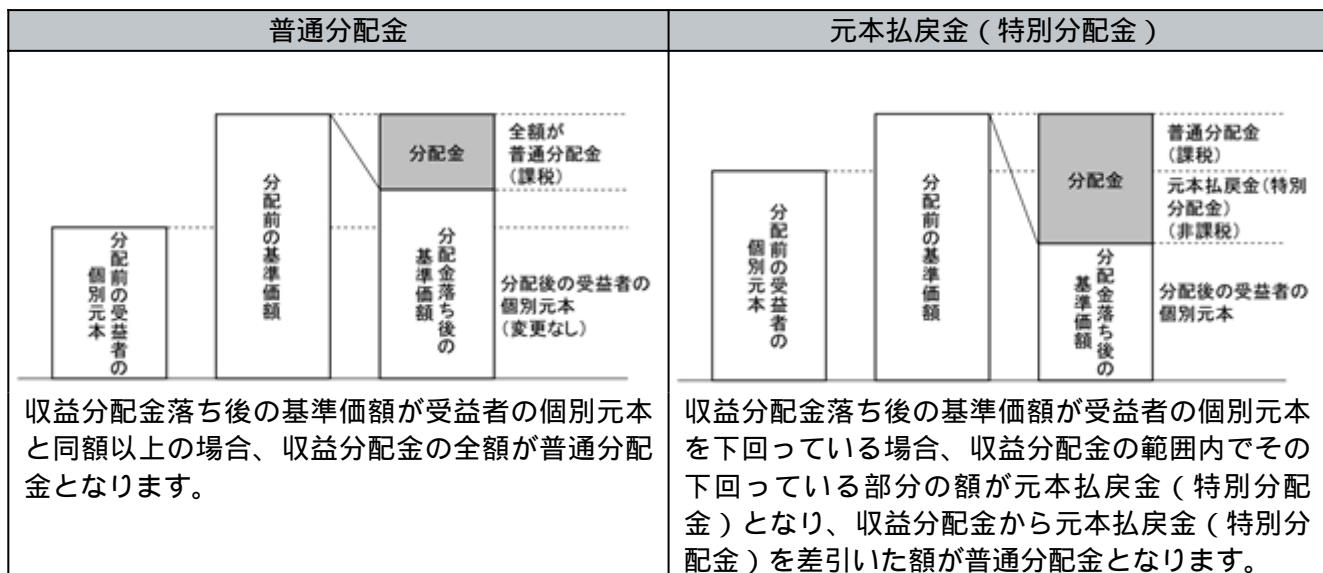 普通分配金
分配前の受益者の
個別元本
分配前の基準価額
分配金
分配金落ち後の
基準価額
全額が
普通分配金
(課税)
分配後の受益者の
個別元本
(変更なし)
収益分配金落ち後の基準価額が受益者の個別元本
と同額以上の場合、収益分配金の全額が普通分配
金となります。
元本払戻金(特別分配金)
分配前の受益者の
個別元本
分配前の基準価額
分配金
分配金落ち後の
基準価額
普通分配金
(課税)
元本払戻金(特別
分配金)
(非課税)
分配後の受益者の
個別元本
収益分配金落ち後の基準価額が受益者の個別元本
を下回っている場合、収益分配金の範囲内でその
下回っている部分の額が元本払戻金(特別分配
金)となり、収益分配金から元本払戻金(特別分
配金)を差引いた額が普通分配金となります。